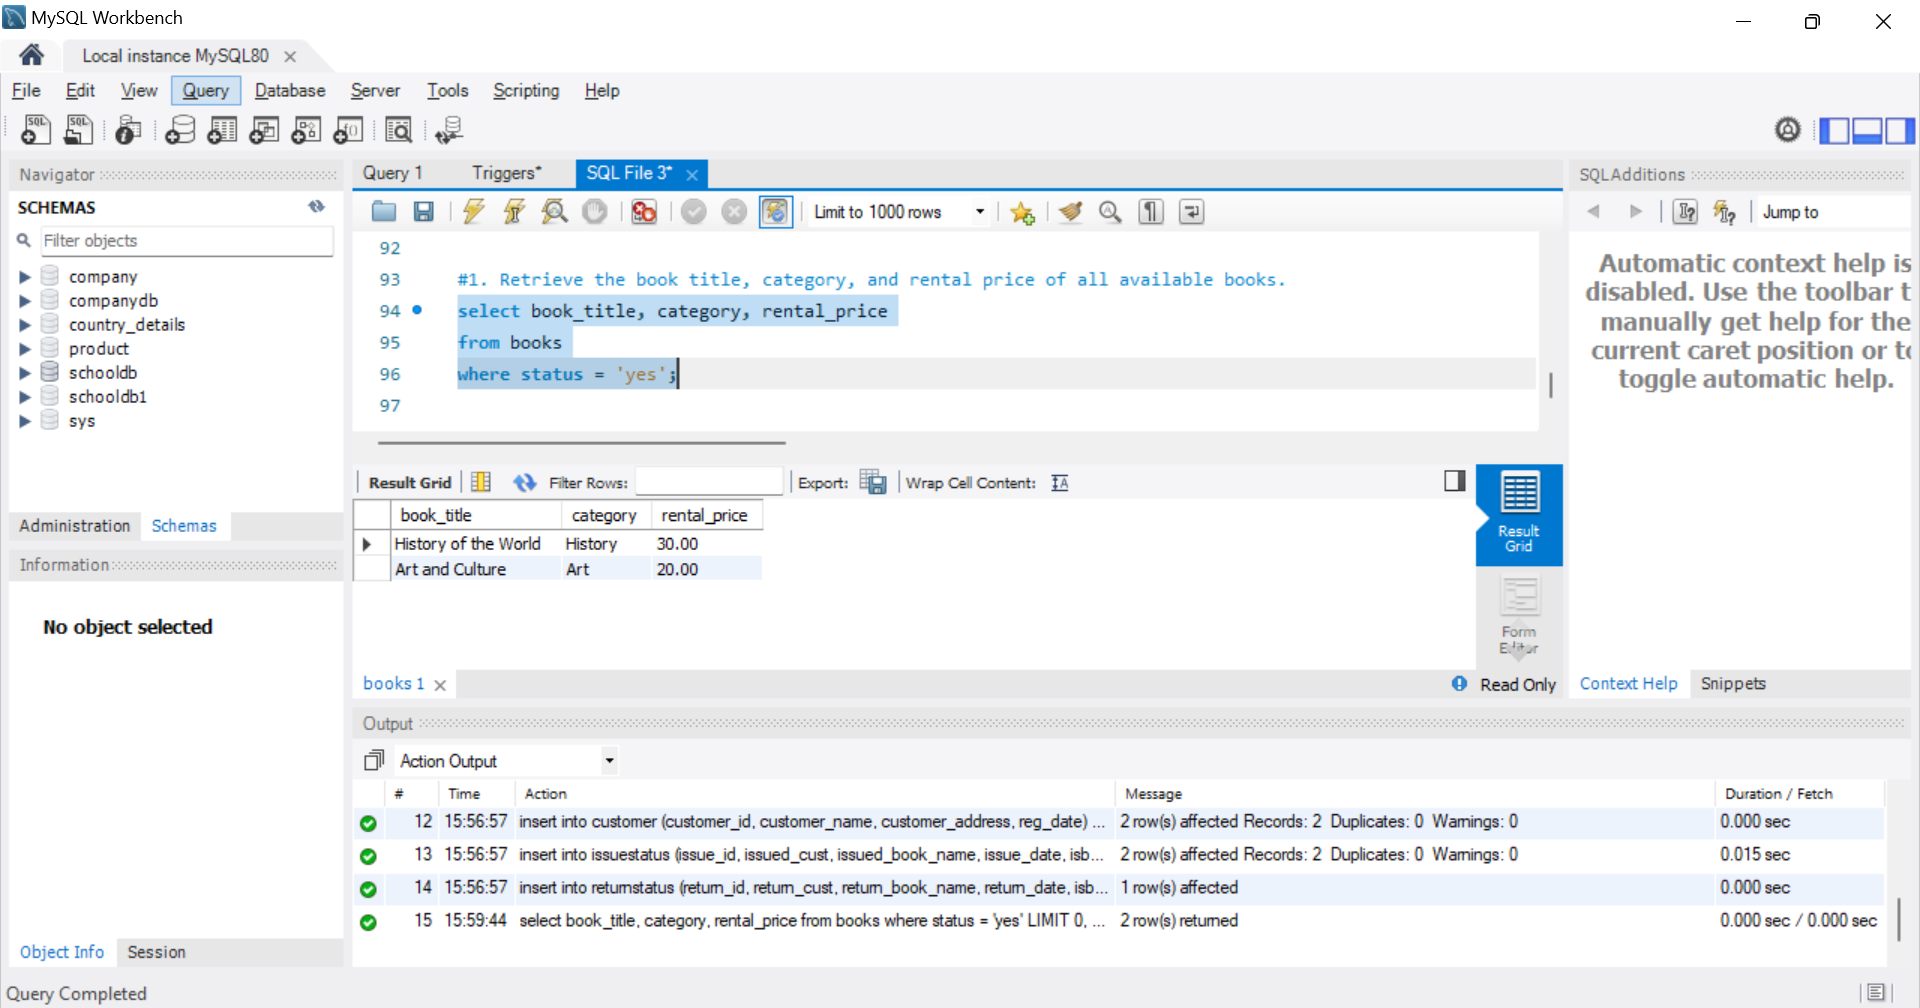 MySQL Workbench
Local instance MySQL80
File Edit View Query Database Server Tools Scripting Help
SQL SQL
Navigator
SCHEMAS
Filter objects
company
companydb
country_details
product
schooldb
schooldb1
sys
Administration Schemas
Information
No object selected
Object Info Session
Query 1 Triggers* SQL File 3*
Limit to 1000 rows
92
93 #1. Retrieve the book title, category, and rental price of all available books.
94 select book_title, category, rental_price
95 from books
96 where status = 'yes';
97
Result Grid Filter Rows: Export: Wrap Cell Content: IA
book_title category rental_price
History of the World History 30.00
Art and Culture Art 20.00
Result
Grid
Form
Editor
books 1
Read Only
SQLAdditions
Jump to
Automatic context help is
disabled. Use the toolbar t
manually get help for the
current caret position or to
toggle automatic help.
Context Help Snippets
Output
Action Output
# Time Action Message Duration / Fetch
12 15:56:57 insert into customer (customer_id, customer_name, customer_address, reg_date) ... 2 row(s) affected Records: 2 Duplicates: 0 Warnings: 0 0.000 sec
13 15:56:57 insert into issuestatus (issue_id, issued_cust, issued_book_name, issue_date, isb... 2 row(s) affected Records: 2 Duplicates: 0 Warnings: 0 0.015 sec
14 15:56:57 insert into returnstatus (return_id, return_cust, return_book_name, return_date, isb... 1 row(s) affected 0.000 sec
15 15:59:44 select book_title, category, rental_price from books where status = 'yes' LIMIT 0, ... 2 row(s) returned 0.000 sec / 0.000 sec
Query Completed